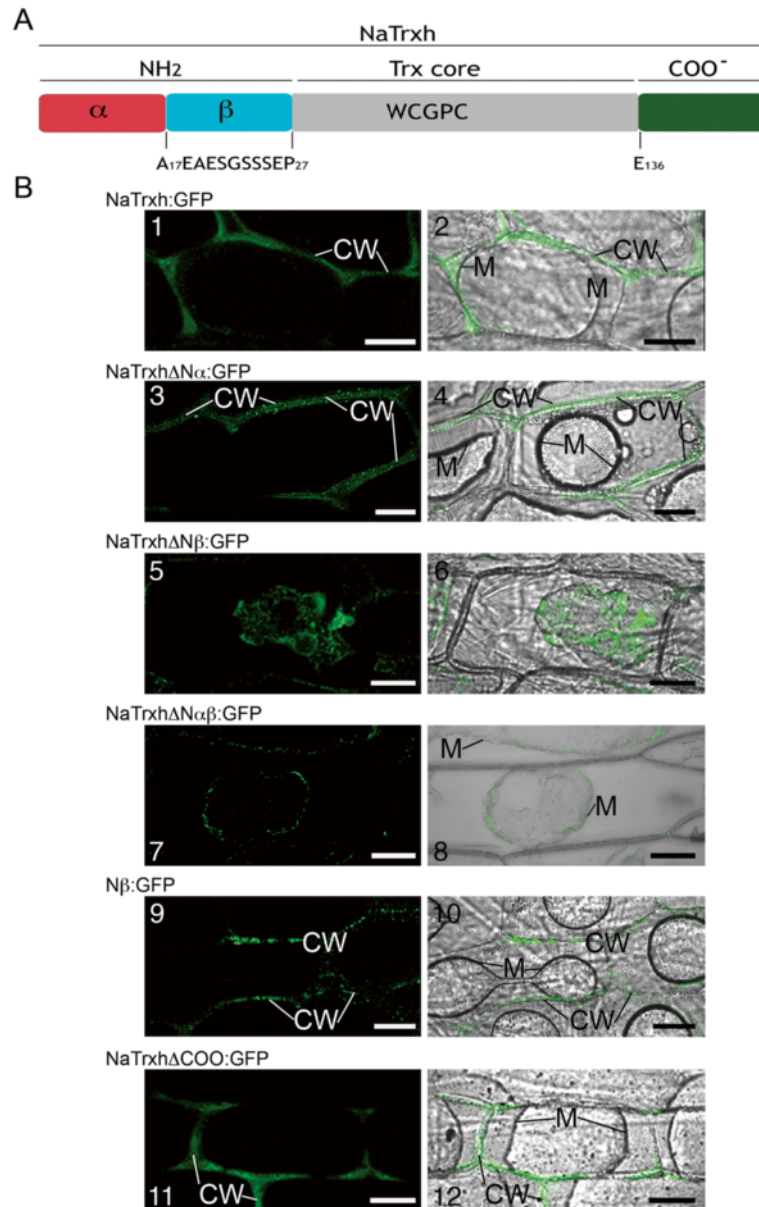 A
NaTrxh
NH2 Trx core COO-
α β WCGPC
A17EAESGSSSEP27 E136
B
NaTrxh:GFP
1 CW 2 CW M M
NaTrxhΔNα:GFP
3 CW CW 4 CW CW M M
NaTrxhΔNβ:GFP
5 6
NaTrxhΔNαβ:GFP
M
M
7 8
Nβ:GFP
9 CW 10 CW
M
CW CW
NaTrxhΔCOO:GFP
M
11 CW 12 CW